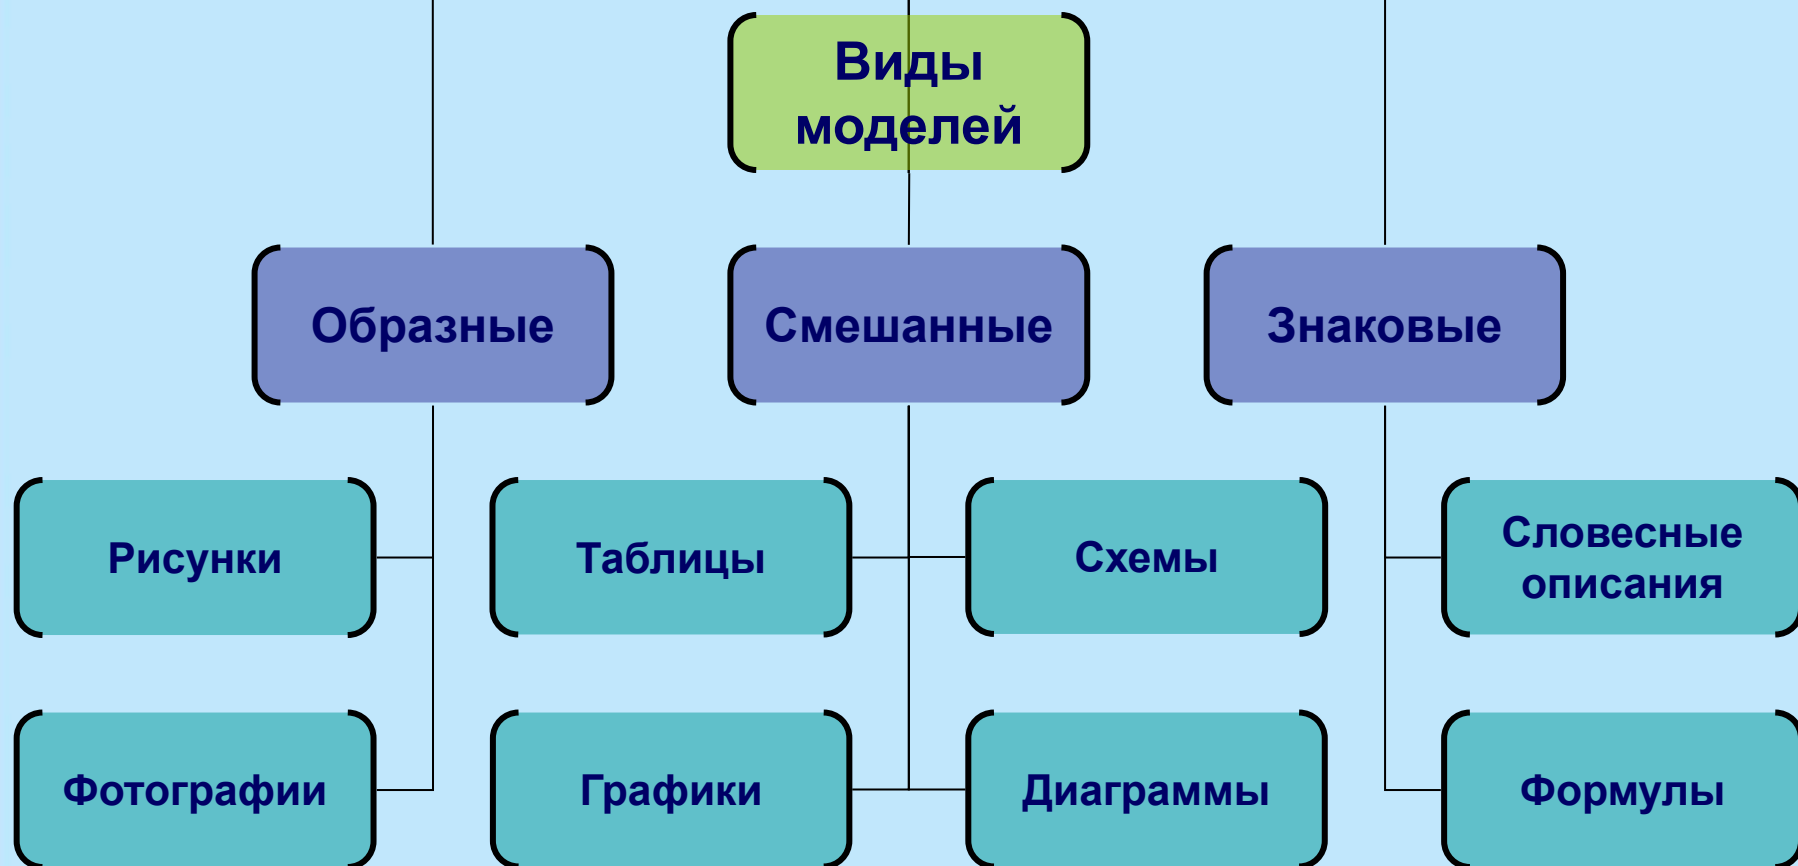 Виды
моделей
Образные
Смешанные
Знаковые
Рисунки
Таблицы
Схемы
Словесные
описания
Фотографии
Графики
Диаграммы
Формулы